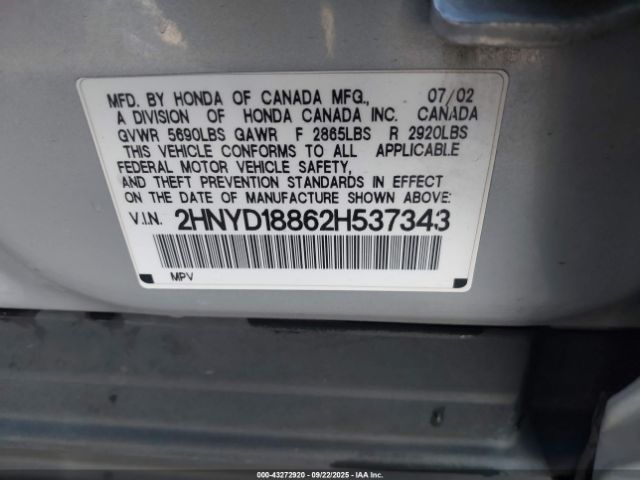 MFD. BY HONDA OF CANADA MFG., 07/02
A DIVISION OF HONDA CANADA INC. CANADA
GVWR 5690LBS GAWR F 2865LBS R 2920LBS
THIS VEHICLE CONFORMS TO ALL APPLICABLE
FEDERAL MOTOR VEHICLE SAFETY,
AND THEFT PREVENTION STANDARDS IN EFFECT
ON THE DATE OF MANUFACTURE SHOWN ABOVE:
V.I.N. 2HNYD18862H537343
MPV
000-43272920 - 09/22/2025 - IAAI.COM